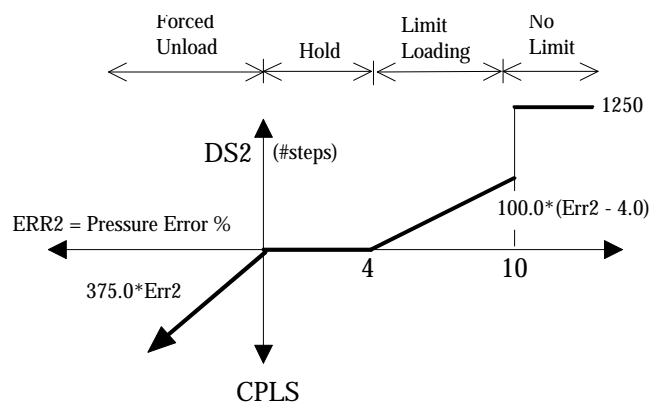 Forced
Unload
Hold
Limit
Loading
No
Limit
1250
DS2 (#steps)
100.0*(Err2 - 4.0)
ERR2 = Pressure Error %
4
10
375.0*Err2
CPLS